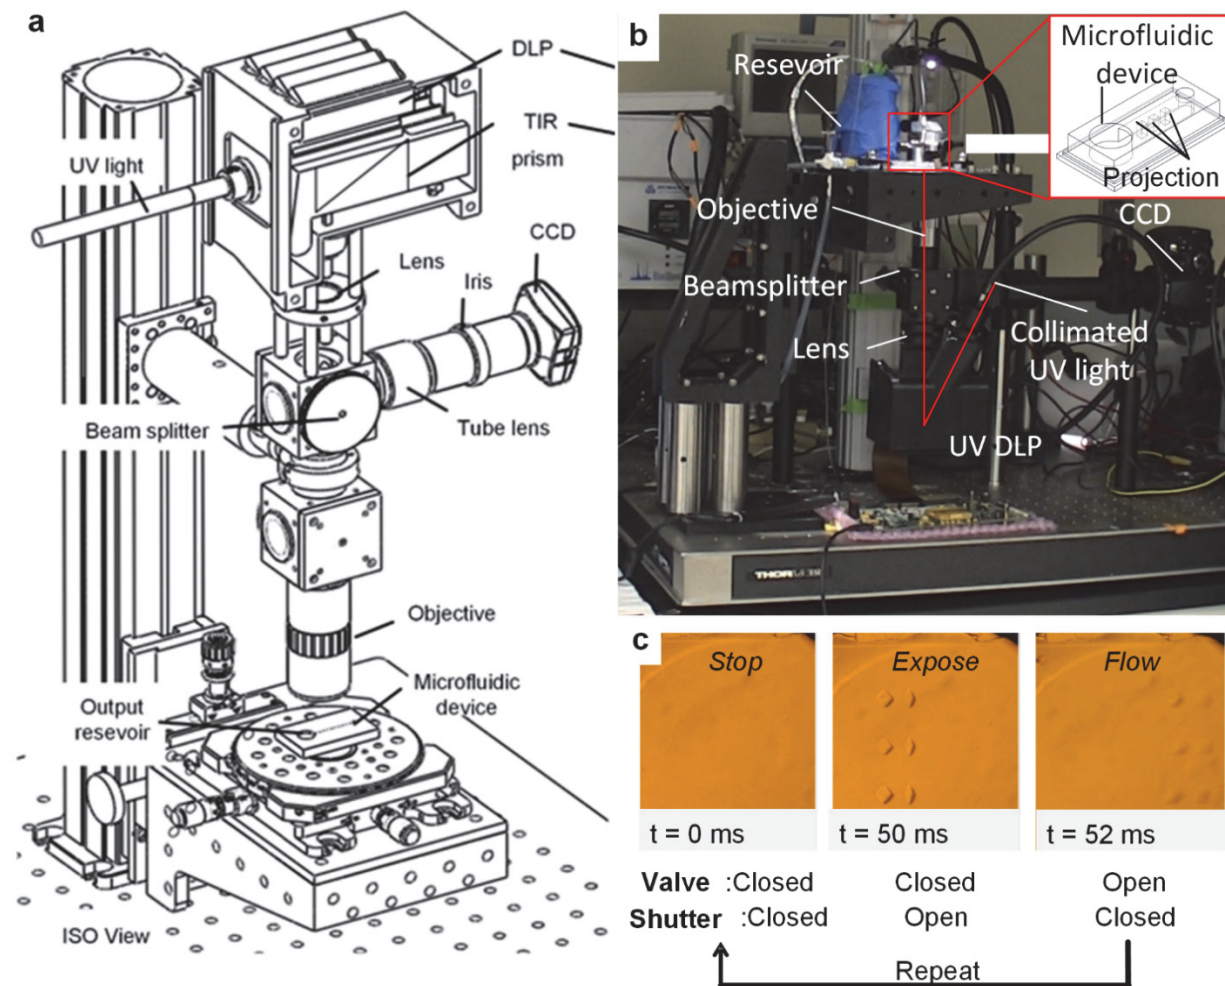 a
DLP
TIR
prism
UV light
CCD
Lens
Iris
Beam splitter
Tube lens
Objective
Microfluidic
device
Output
resevoir
ISO View
b
Resevoir
Microfluidic
device
Projection
Objective
CCD
Beamsplitter
Collimated
UV light
Lens
UV DLP
c
Stop
Expose
Flow
t = 0 ms
t = 50 ms
t = 52 ms
Valve :Closed Closed Open
Shutter :Closed Open Closed
Repeat